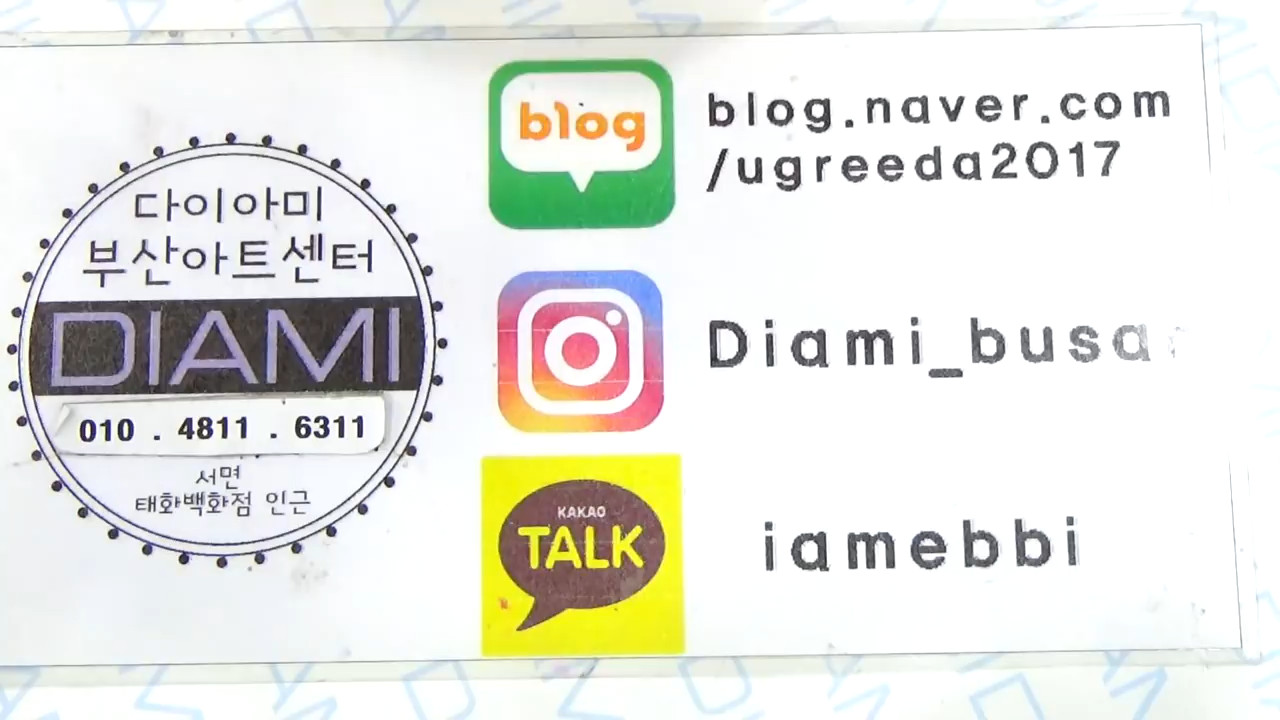 다이아미
부산아트센터
DIAMI
010 . 4811 . 6311
서면
태화백화점 인근
blog
blog.naver.com
/ugreeda2017
KAKAO
TALK
iamebbi